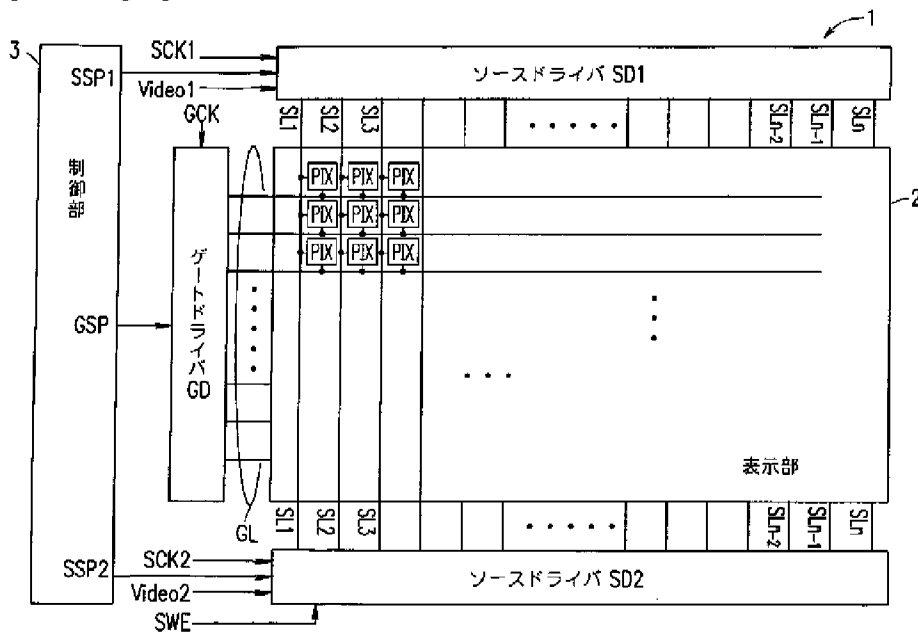 1
3
SCK1
SSP1
Video1
ソースドライバ SD1
GCK
SL1
SL2
SL3
SLn-2
SLn-1
SLn
制御部
PIX
PIX
PIX
2
PIX
PIX
PIX
PIX
PIX
PIX
ゲートドライバ GD
GSP
表示部
GL
SL1
SL2
SL3
SLn-2
SLn-1
SLn
SCK2
SSP2
Video2
ソースドライバ SD2
SWE